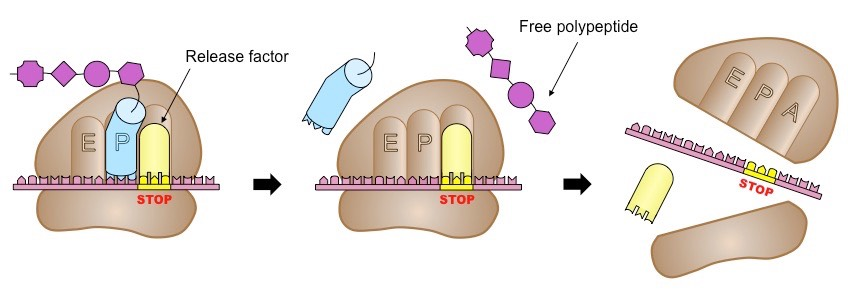 Release factor
E P
STOP
Free polypeptide
E P
STOP
E P A
STOP